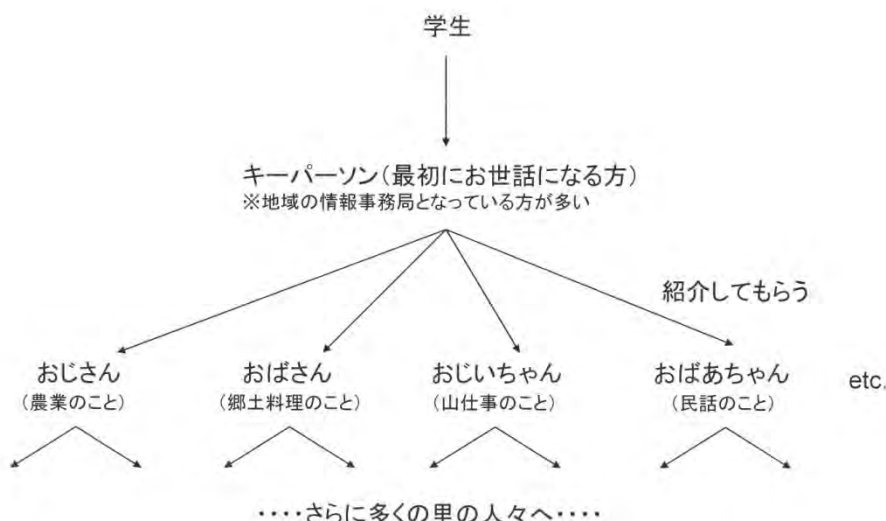 学生
キーパーソン(最初にお世話になる方)
※地域の情報事務局となっている方が多い
紹介してもらう
おじさん おばさん おじいちゃん おばあちゃん etc.
(農業のこと) (郷土料理のこと) (山仕事のこと) (民話のこと)
・・・・さらに多くの里の人々へ・・・・